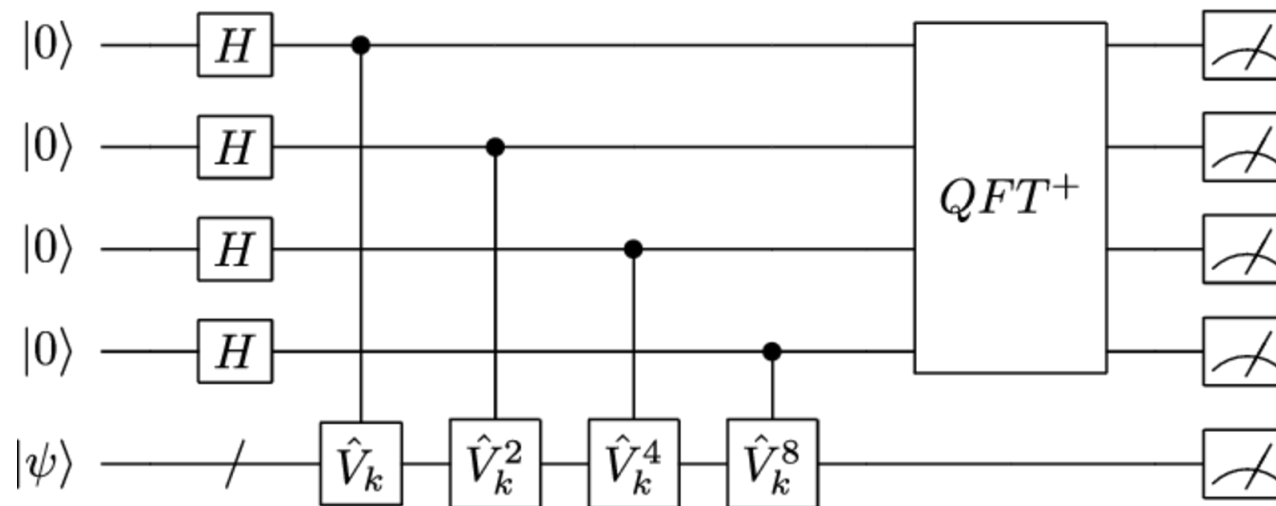 |0⟩ H
|0⟩ H
QFT⁺
|0⟩ H
|0⟩ H
|ψ⟩ V̂ₖ V̂ₖ² V̂ₖ⁴ V̂ₖ⁸